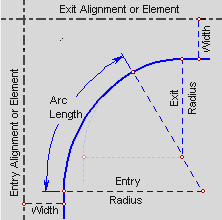 Exit Alignment or Element
Width
Arc
Length
Exit
Radius
Entry Alignment or Element
Entry
Radius
Width